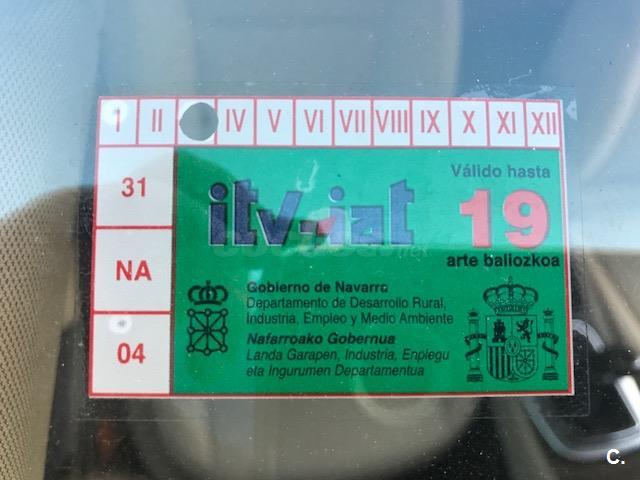 I II IV V VI VII VIII IX X XI XII
31
NA
04
itv-iat
Válido hasta
19
arte baliozkoa
Gobierno de Navarra
Departamento de Desarrollo Rural,
Industria, Empleo y Medio Ambiente
Nafarroako Gobernua
Landa Garapen, Industria, Enplegu
eta Ingurumen Departamentua
C.